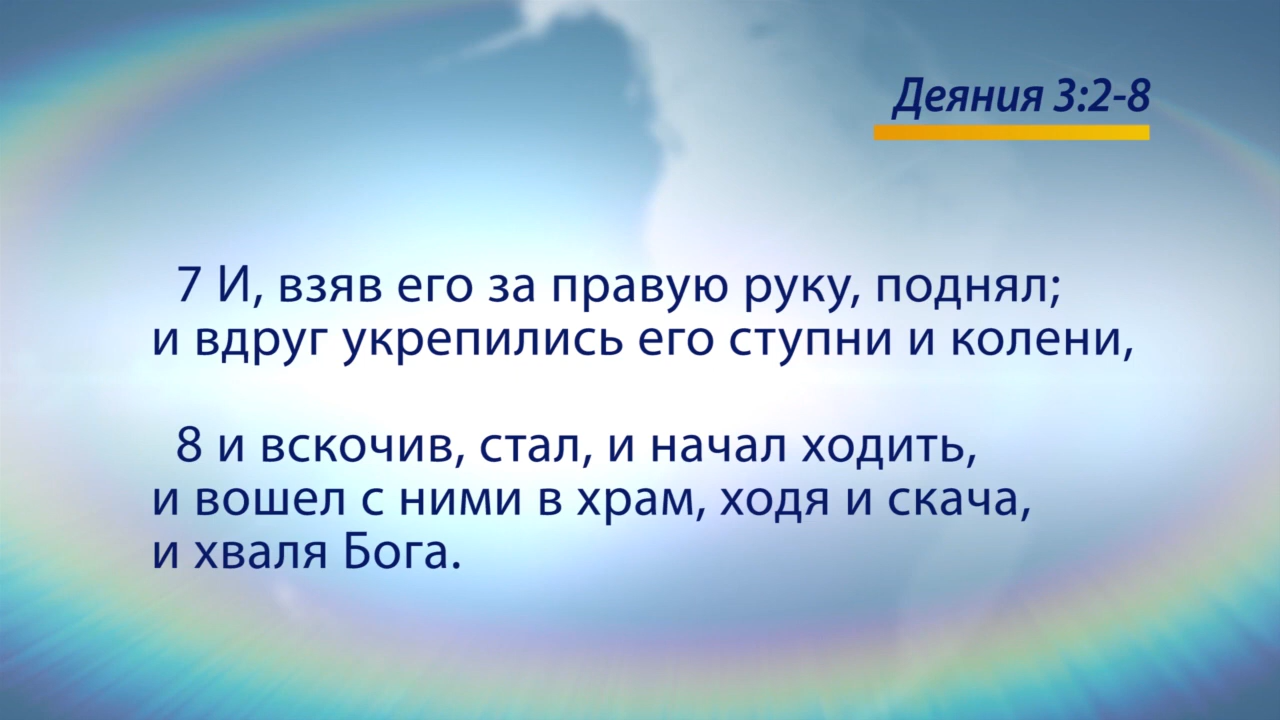 Деяния 3:2-8
7 И, взяв его за правую руку, поднял;
и вдруг укрепились его ступни и колени,
8 и вскочив, стал, и начал ходить,
и вошел с ними в храм, ходя и скача,
и хваля Бога.